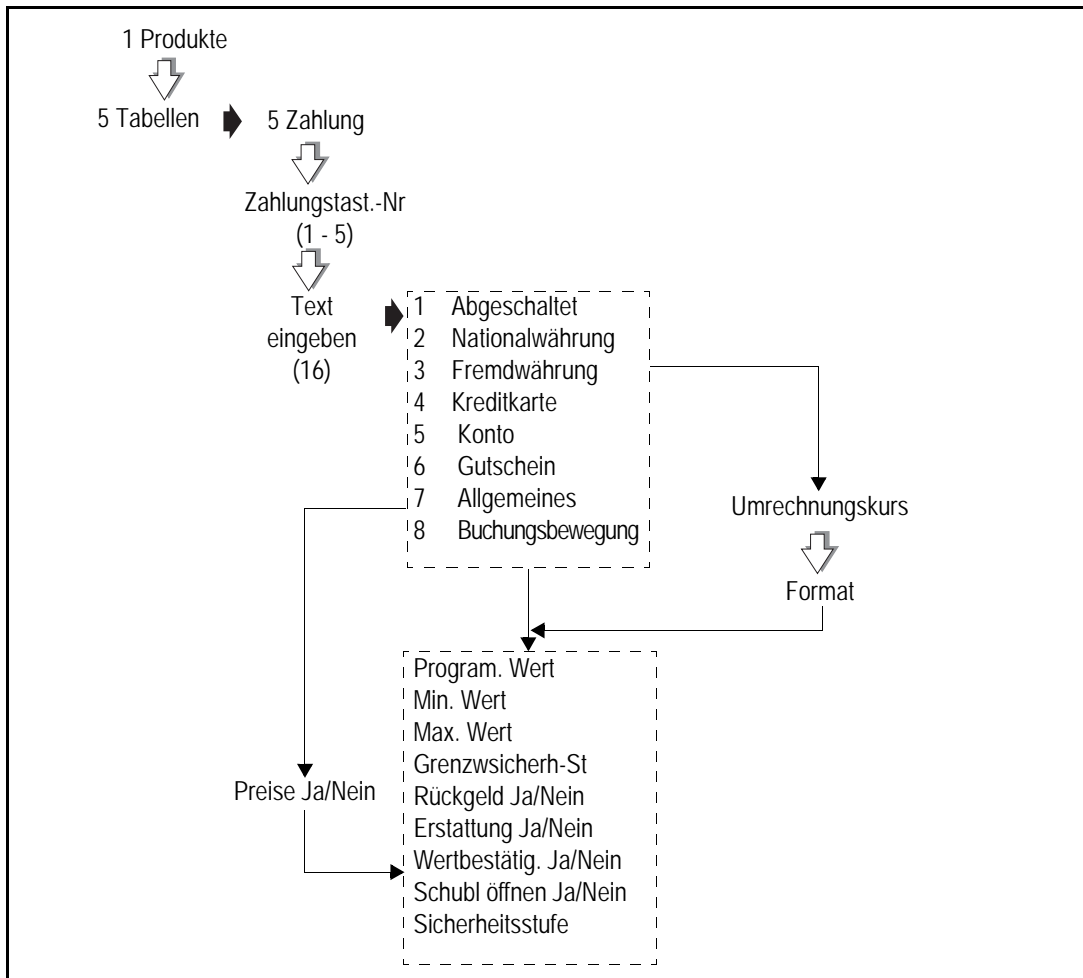 1 Produkte
5 Tabellen
5 Zahlung
Zahlungstast.-Nr
(1 - 5)
Text
eingeben
(16)
1 Abgeschaltet
2 Nationalwährung
3 Fremdwährung
4 Kreditkarte
5 Konto
6 Gutschein
7 Allgemeines
8 Buchungsbewegung
Umrechnungskurs
Format
Preise Ja/Nein
Program. Wert
Min. Wert
Max. Wert
Grenzwsicherh-St
Rückgeld Ja/Nein
Erstattung Ja/Nein
Wertbestätig. Ja/Nein
Schubl öffnen Ja/Nein
Sicherheitsstufe